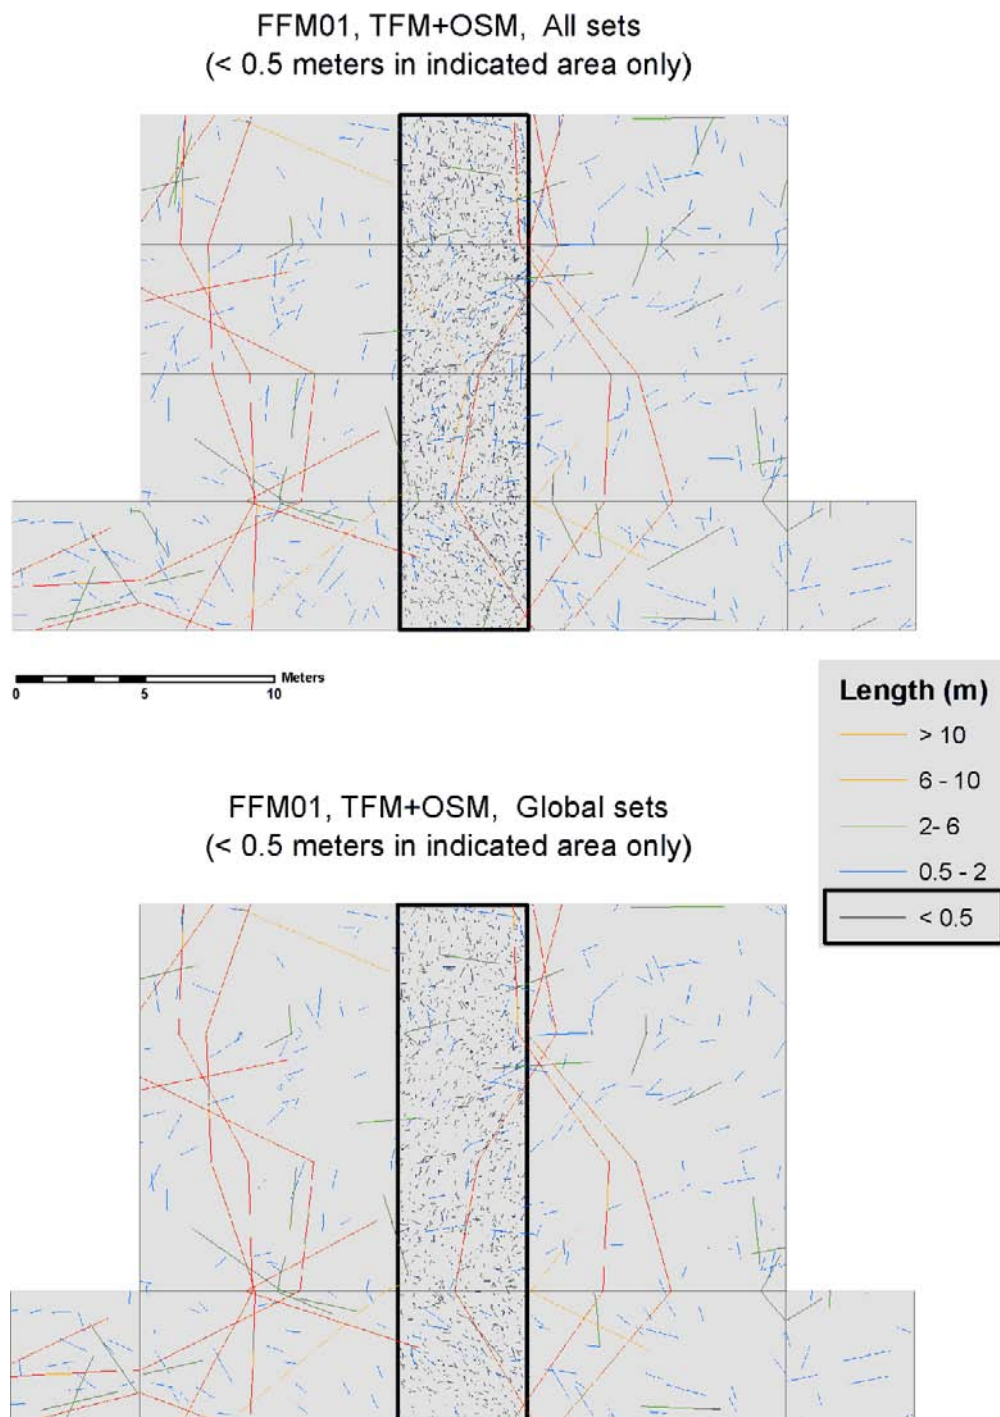 FFM01, TFM+OSM, All sets
(< 0.5 meters in indicated area only)
Meters
0 5 10
Length (m)
> 10
6 - 10
2- 6
0.5 - 2
< 0.5
FFM01, TFM+OSM, Global sets
(< 0.5 meters in indicated area only)